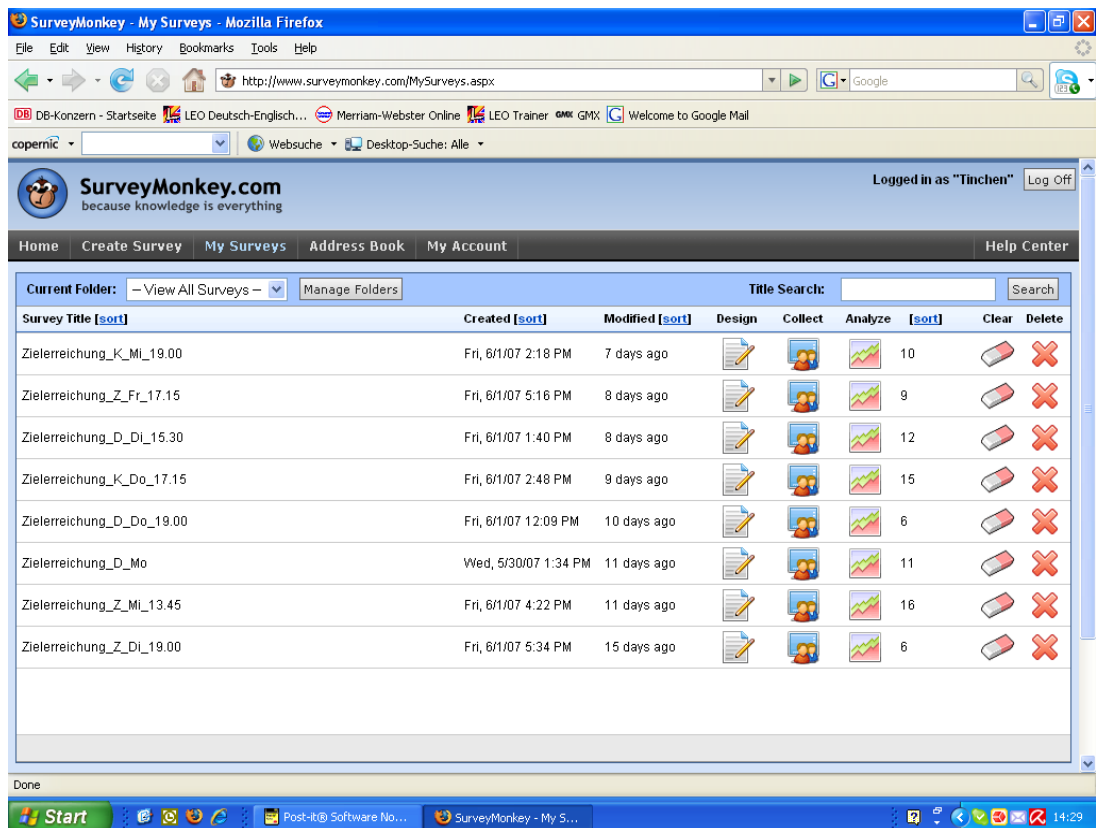 SurveyMonkey - My Surveys - Mozilla Firefox
File Edit View History Bookmarks Tools Help
http://www.surveymonkey.com/MySurveys.aspx G Google
DB DB-Konzern - Startseite LEO Deutsch-Englisch... Merriam-Webster Online LEO Trainer GMX GMX G Welcome to Google Mail
copernic Websuche Desktop-Suche: Alle
SurveyMonkey.com
because knowledge is everything
Logged in as "Tinchen" Log Off
Home Create Survey My Surveys Address Book My Account Help Center
Current Folder: -- View All Surveys -- Manage Folders Title Search: Search
Survey Title [sort] Created [sort] Modified [sort] Design Collect Analyze [sort] Clear Delete
Zielerreichung_K_Mi_19.00 Fri, 6/1/07 2:18 PM 7 days ago 10
Zielerreichung_Z_Fr_17.15 Fri, 6/1/07 5:16 PM 8 days ago 9
Zielerreichung_D_Di_15.30 Fri, 6/1/07 1:40 PM 8 days ago 12
Zielerreichung_K_Do_17.15 Fri, 6/1/07 2:48 PM 9 days ago 15
Zielerreichung_D_Do_19.00 Fri, 6/1/07 12:09 PM 10 days ago 6
Zielerreichung_D_Mo Wed, 5/30/07 1:34 PM 11 days ago 11
Zielerreichung_Z_Mi_13.45 Fri, 6/1/07 4:22 PM 11 days ago 16
Zielerreichung_Z_Di_19.00 Fri, 6/1/07 5:34 PM 15 days ago 6
Done
Start Post-it® Software No... SurveyMonkey - My S... 14:29